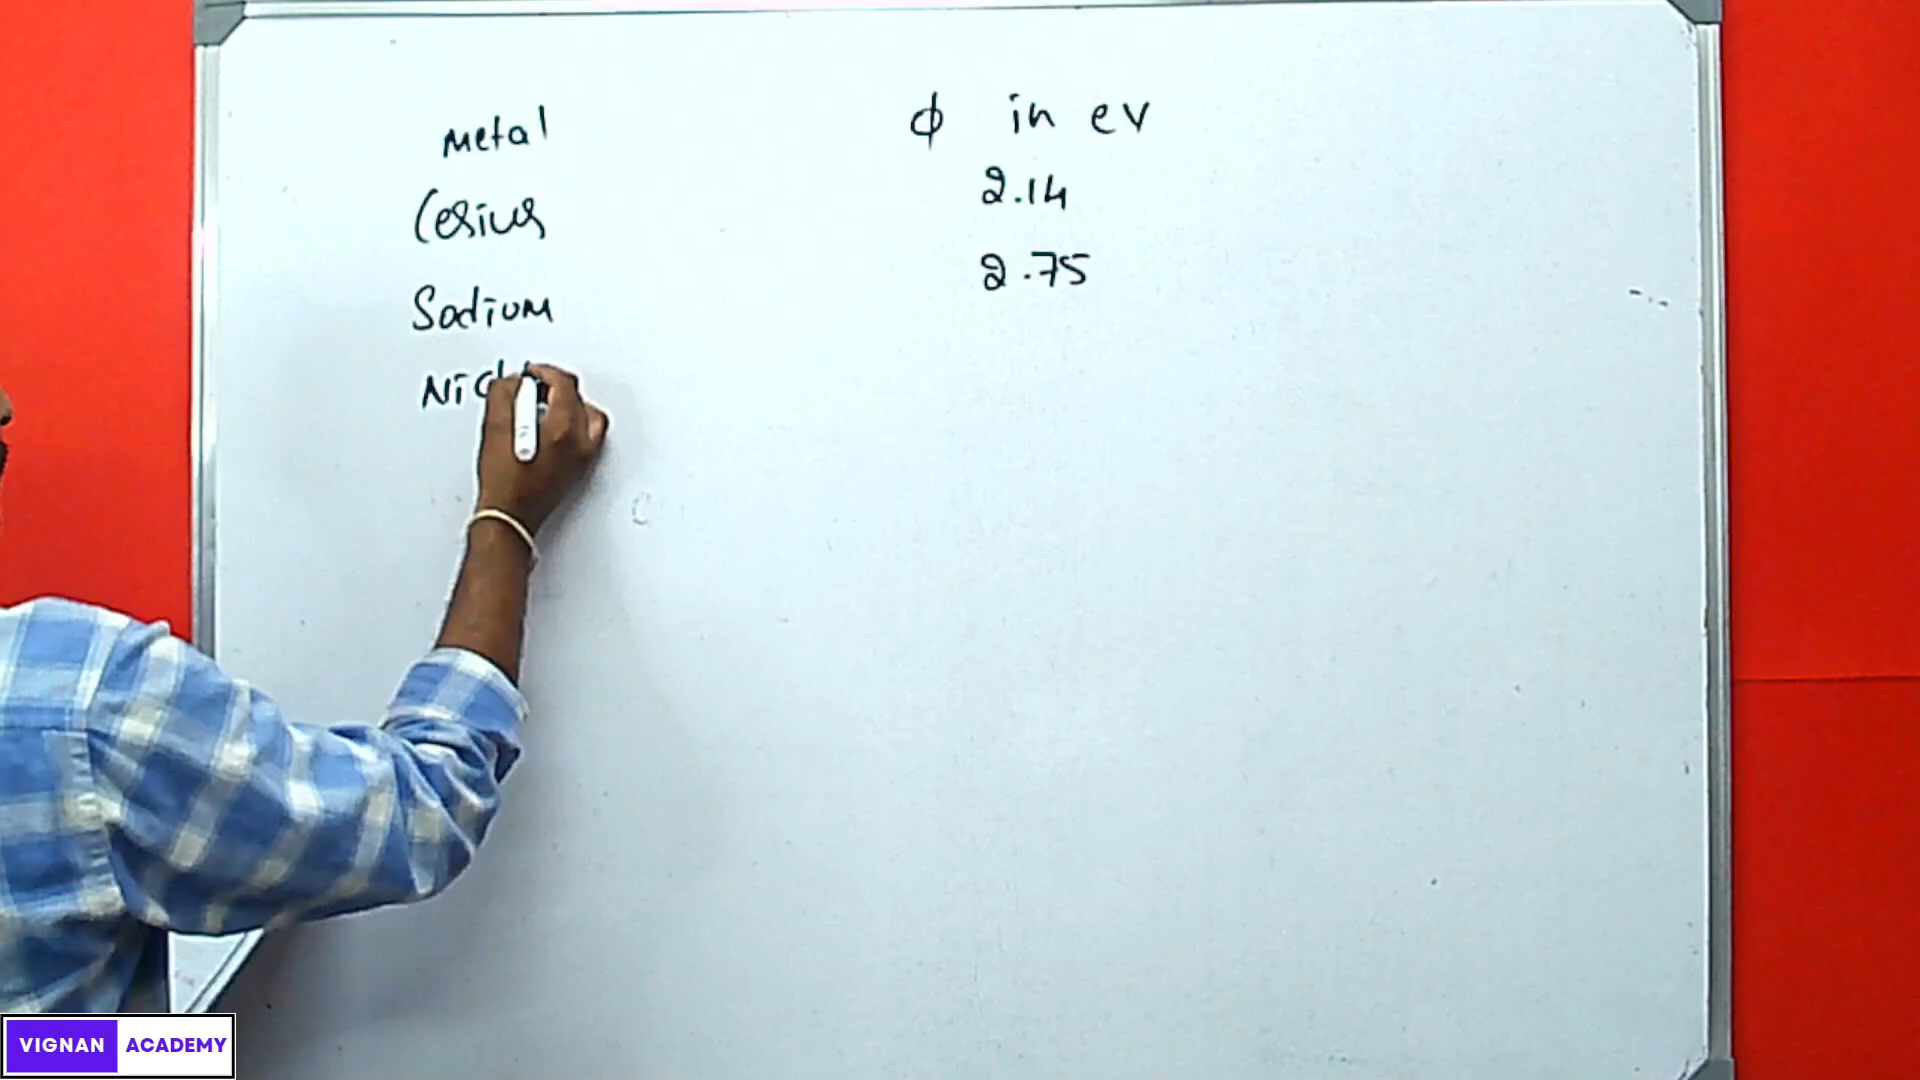 Metal ϕ in ev
Cesius 2.14
Sodium 2.75
VIGNAN ACADEMY